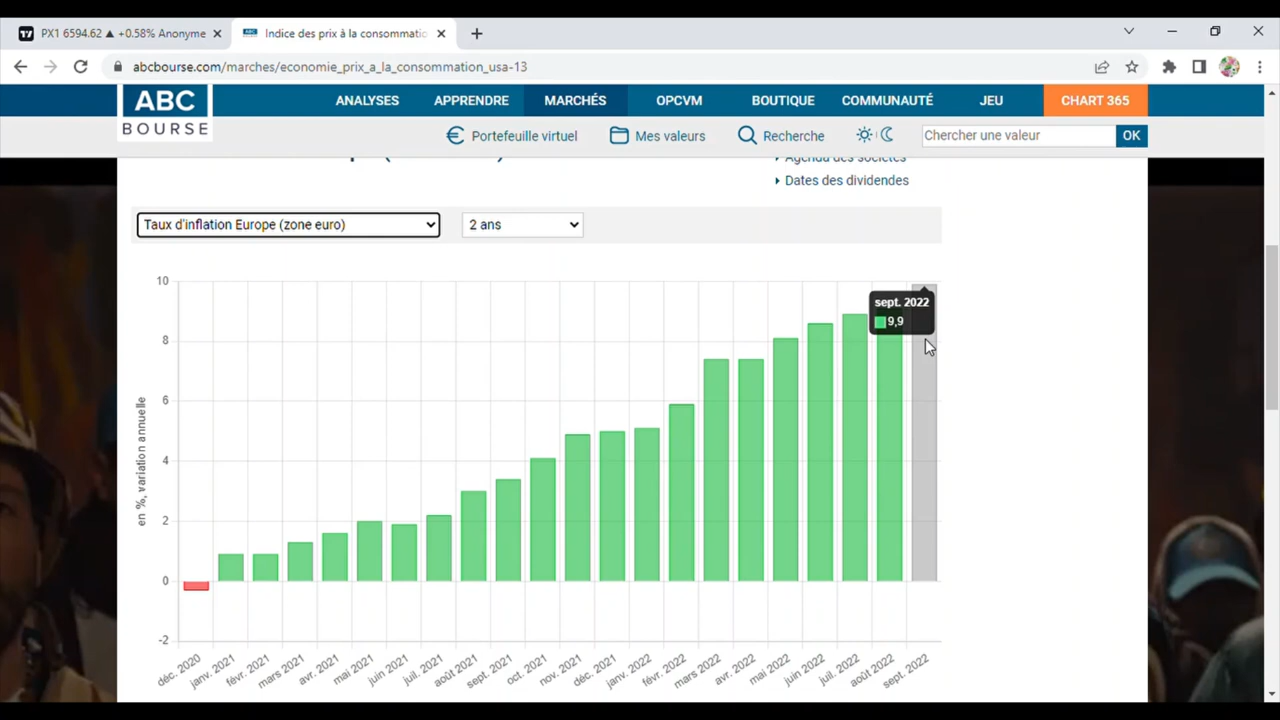 PX1 6594.62 ▲ +0.58% Anonyme
Indice des prix à la consommatio
abcbourse.com/marches/economie_prix_a_la_consommation_usa-13
ABC
BOURSE
ANALYSES APPRENDRE MARCHÉS OPCVM BOUTIQUE COMMUNAUTÉ JEU CHART 365
Portefeuille virtuel Mes valeurs Recherche Chercher une valeur OK
Agenda des sociétés
Dates des dividendes
Taux d'inflation Europe (zone euro) 2 ans
en %, variation annuelle
10
8
6
4
2
0
-2
sept. 2022
9,9
déc. 2020 janv. 2021 févr. 2021 mars 2021 avr. 2021 mai 2021 juin 2021 juil. 2021 août 2021 sept. 2021 oct. 2021 nov. 2021 déc. 2021 janv. 2022 févr. 2022 mars 2022 avr. 2022 mai 2022 juin 2022 juil. 2022 août 2022 sept. 2022